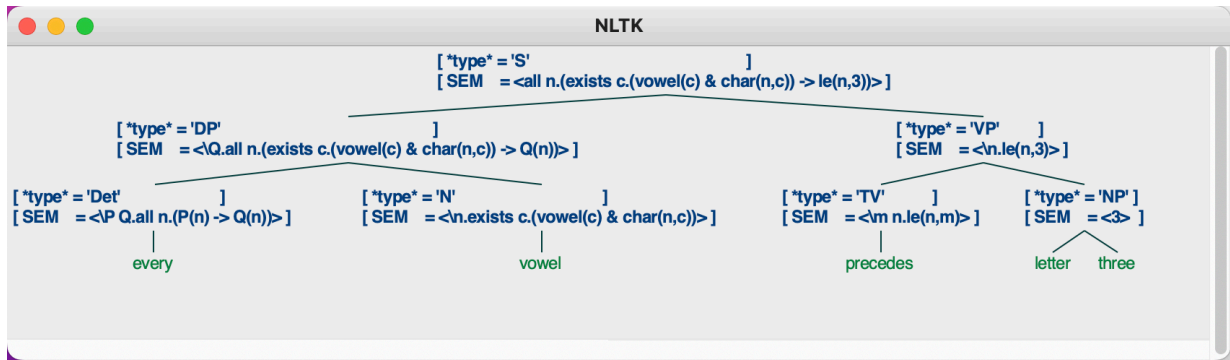 NLTK
[ *type* = 'S' ]
[ SEM = <all n.(exists c.(vowel(c) & char(n,c)) -> le(n,3))> ]
[ *type* = 'DP' ] [ *type* = 'VP' ]
[ SEM = <\Q.all n.(exists c.(vowel(c) & char(n,c)) -> Q(n))> ] [ SEM = <\n.le(n,3)> ]
[ *type* = 'Det' ] [ *type* = 'N' ] [ *type* = 'TV' ] [ *type* = 'NP' ]
[ SEM = <\P Q.all n.(P(n) -> Q(n))> ] [ SEM = <\n.exists c.(vowel(c) & char(n,c))> ] [ SEM = <\m n.le(n,m)> ] [ SEM = <3> ]
every vowel precedes letter three